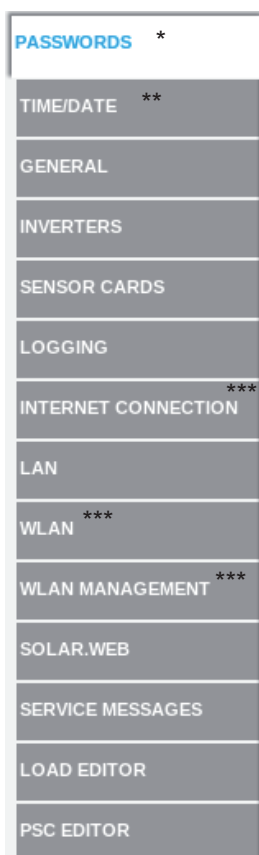 PASSWORDS *
TIME/DATE **
GENERAL
INVERTERS
SENSOR CARDS
LOGGING
INTERNET CONNECTION ***
LAN
WLAN ***
WLAN MANAGEMENT ***
SOLAR.WEB
SERVICE MESSAGES
LOAD EDITOR
PSC EDITOR